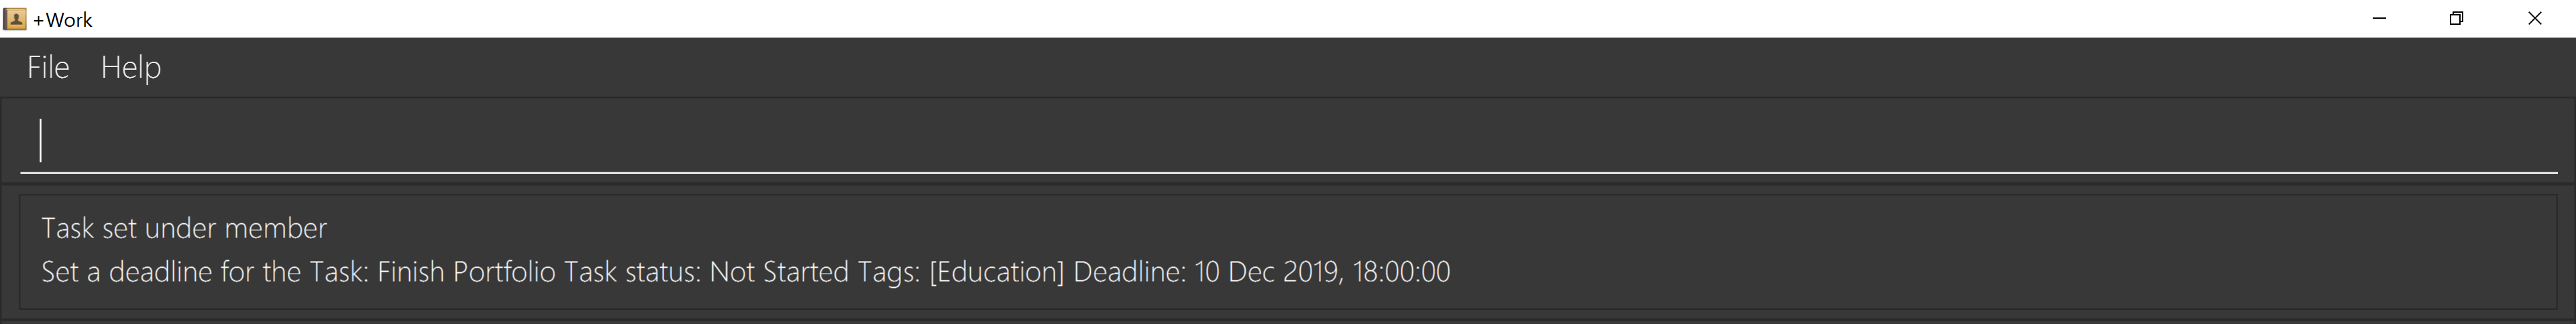 +Work
File Help
Task set under member
Set a deadline for the Task: Finish Portfolio Task status: Not Started Tags: [Education] Deadline: 10 Dec 2019, 18:00:00